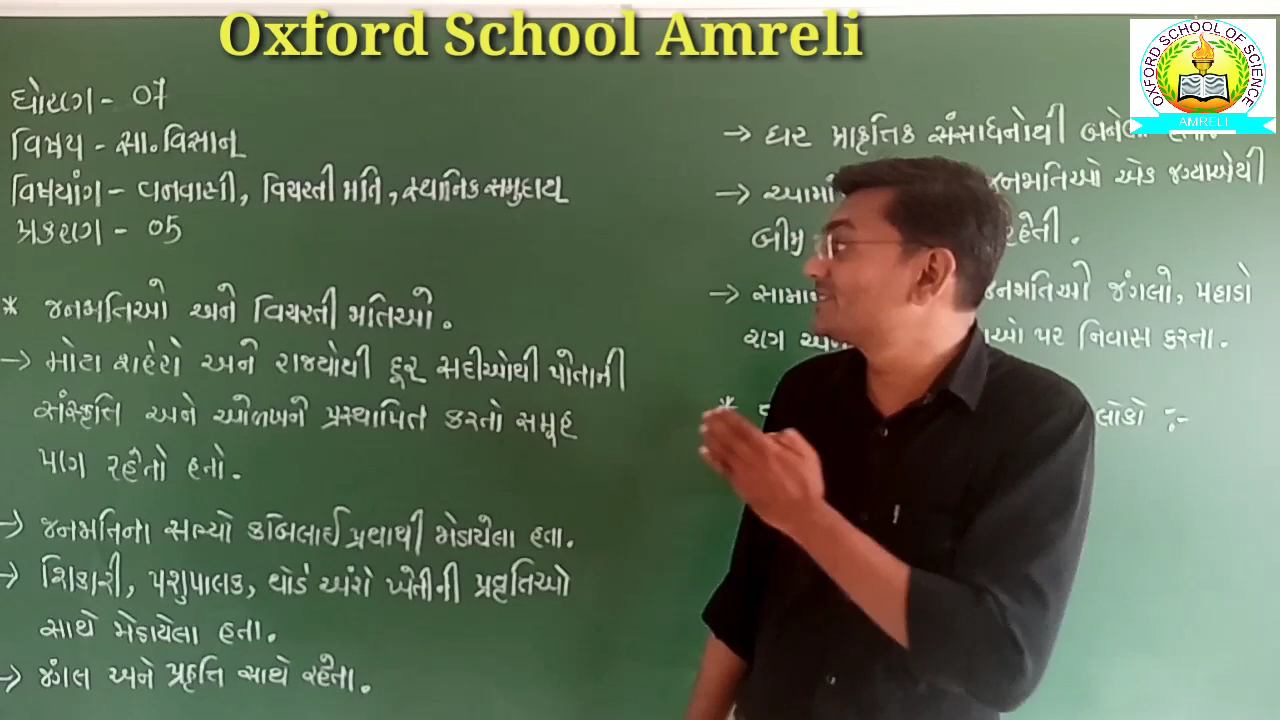 Oxford School Amreli
OXFORD SCHOOL OF SCIENCE
AMRELI
ધોરણ - 07
વિષય - સા. વિજ્ઞાન
વિષયાંગ - વનવાસી, વિચરતી જાતિ, સ્થાનિક સમુદાય
પ્રકરણ - 05
* જનજાતિઓ અને વિચરતી જાતિઓ.
→ મોટા શહેરો અને રાજ્યોથી દૂર સદીઓથી પોતાની
સંસ્કૃતિ અને ઓળખને પ્રસ્થાપિત કરતો સમૂહ
પણ રહેતો હતો.
→ જનજાતિના સભ્યો કબિલાઈ પ્રથાથી જોડાયેલા હતા.
→ શિકારી, પશુપાલક, થોડે અંશે ખેતીની પ્રવૃતિઓ
સાથે જોડાયેલા હતા.
→ જંગલ અને પ્રકૃતિ સાથે રહેતા.
→ ઘર પ્રાકૃતિક સંસાધનોથી
→ જનજાતિઓ એક જગ્યાએથી
બીજી રહેતી.
→ જનજાતિઓ જંગલો, પહાડો
રણ પર નિવાસ કરતા.
* લોકો :-